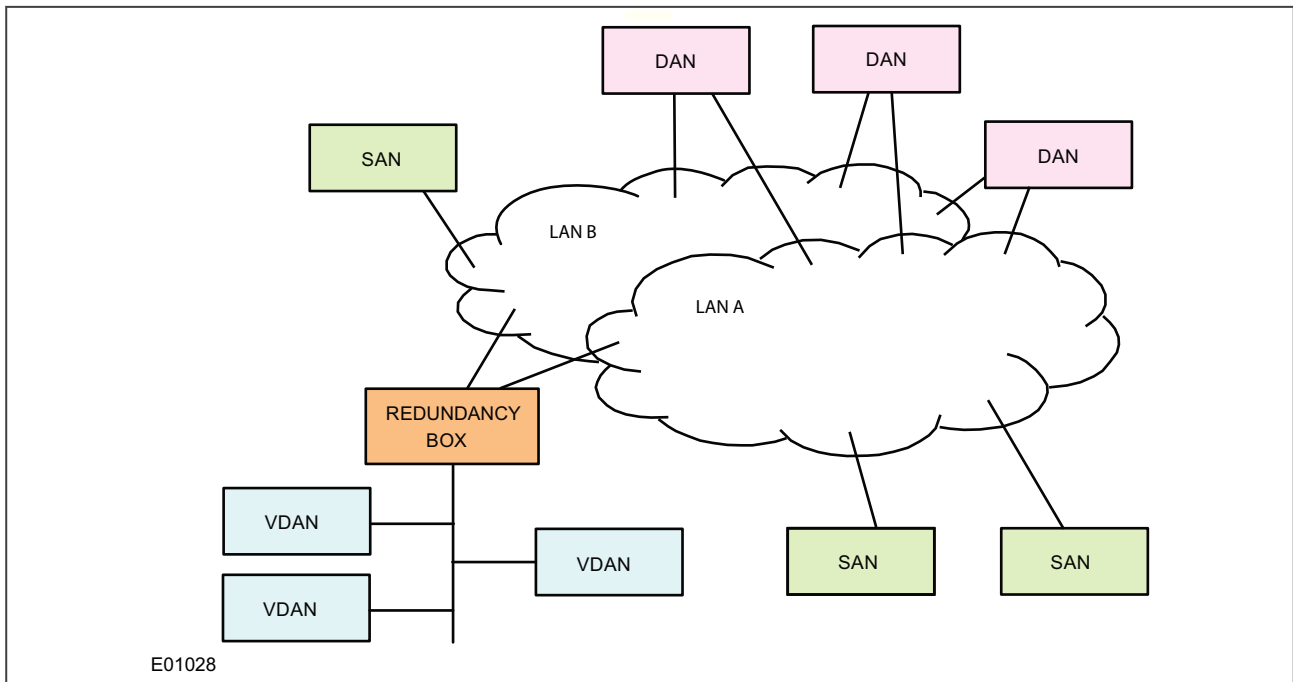 DAN
DAN
SAN
DAN
LAN B
LAN A
REDUNDANCY
BOX
VDAN
VDAN
SAN
SAN
VDAN
E01028